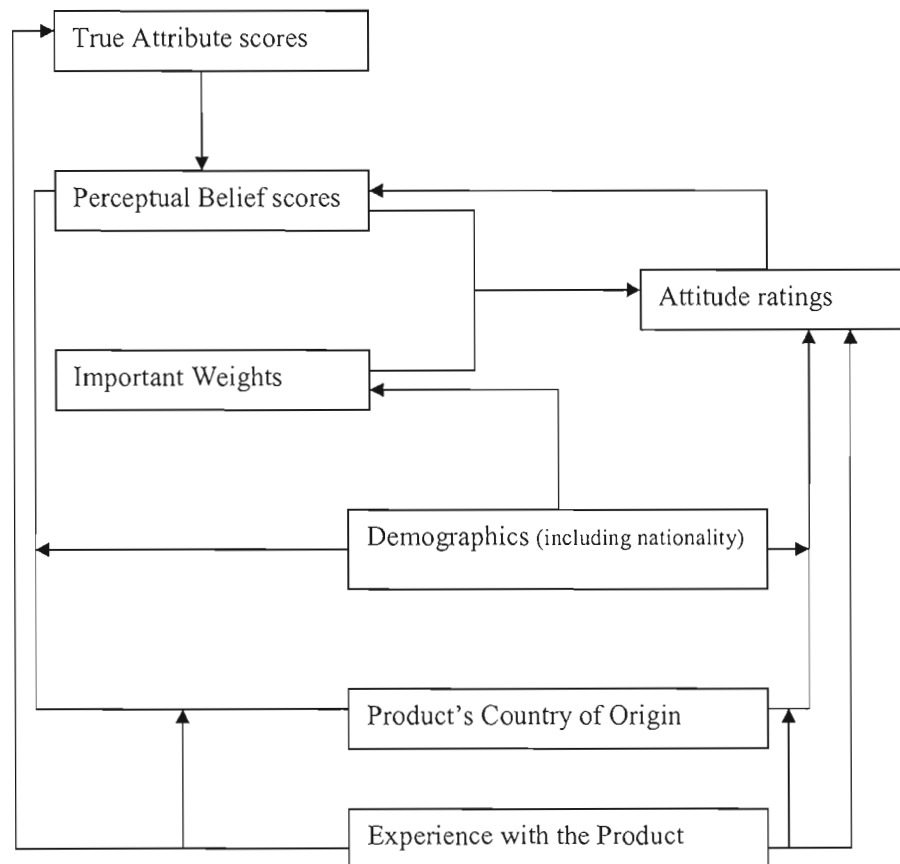 True Attribute scores
Perceptual Belief scores
Attitude ratings
Important Weights
Demographics (including nationality)
Product's Country of Origin
Experience with the Product